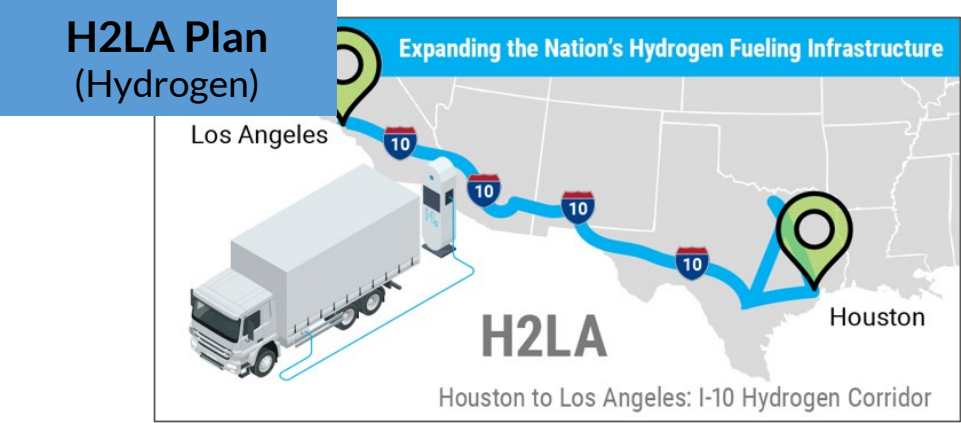 H2LA Plan
(Hydrogen)
Expanding the Nation's Hydrogen Fueling Infrastructure
Los Angeles
10
10
10
10
H2
Houston
H2LA
Houston to Los Angeles: I-10 Hydrogen Corridor